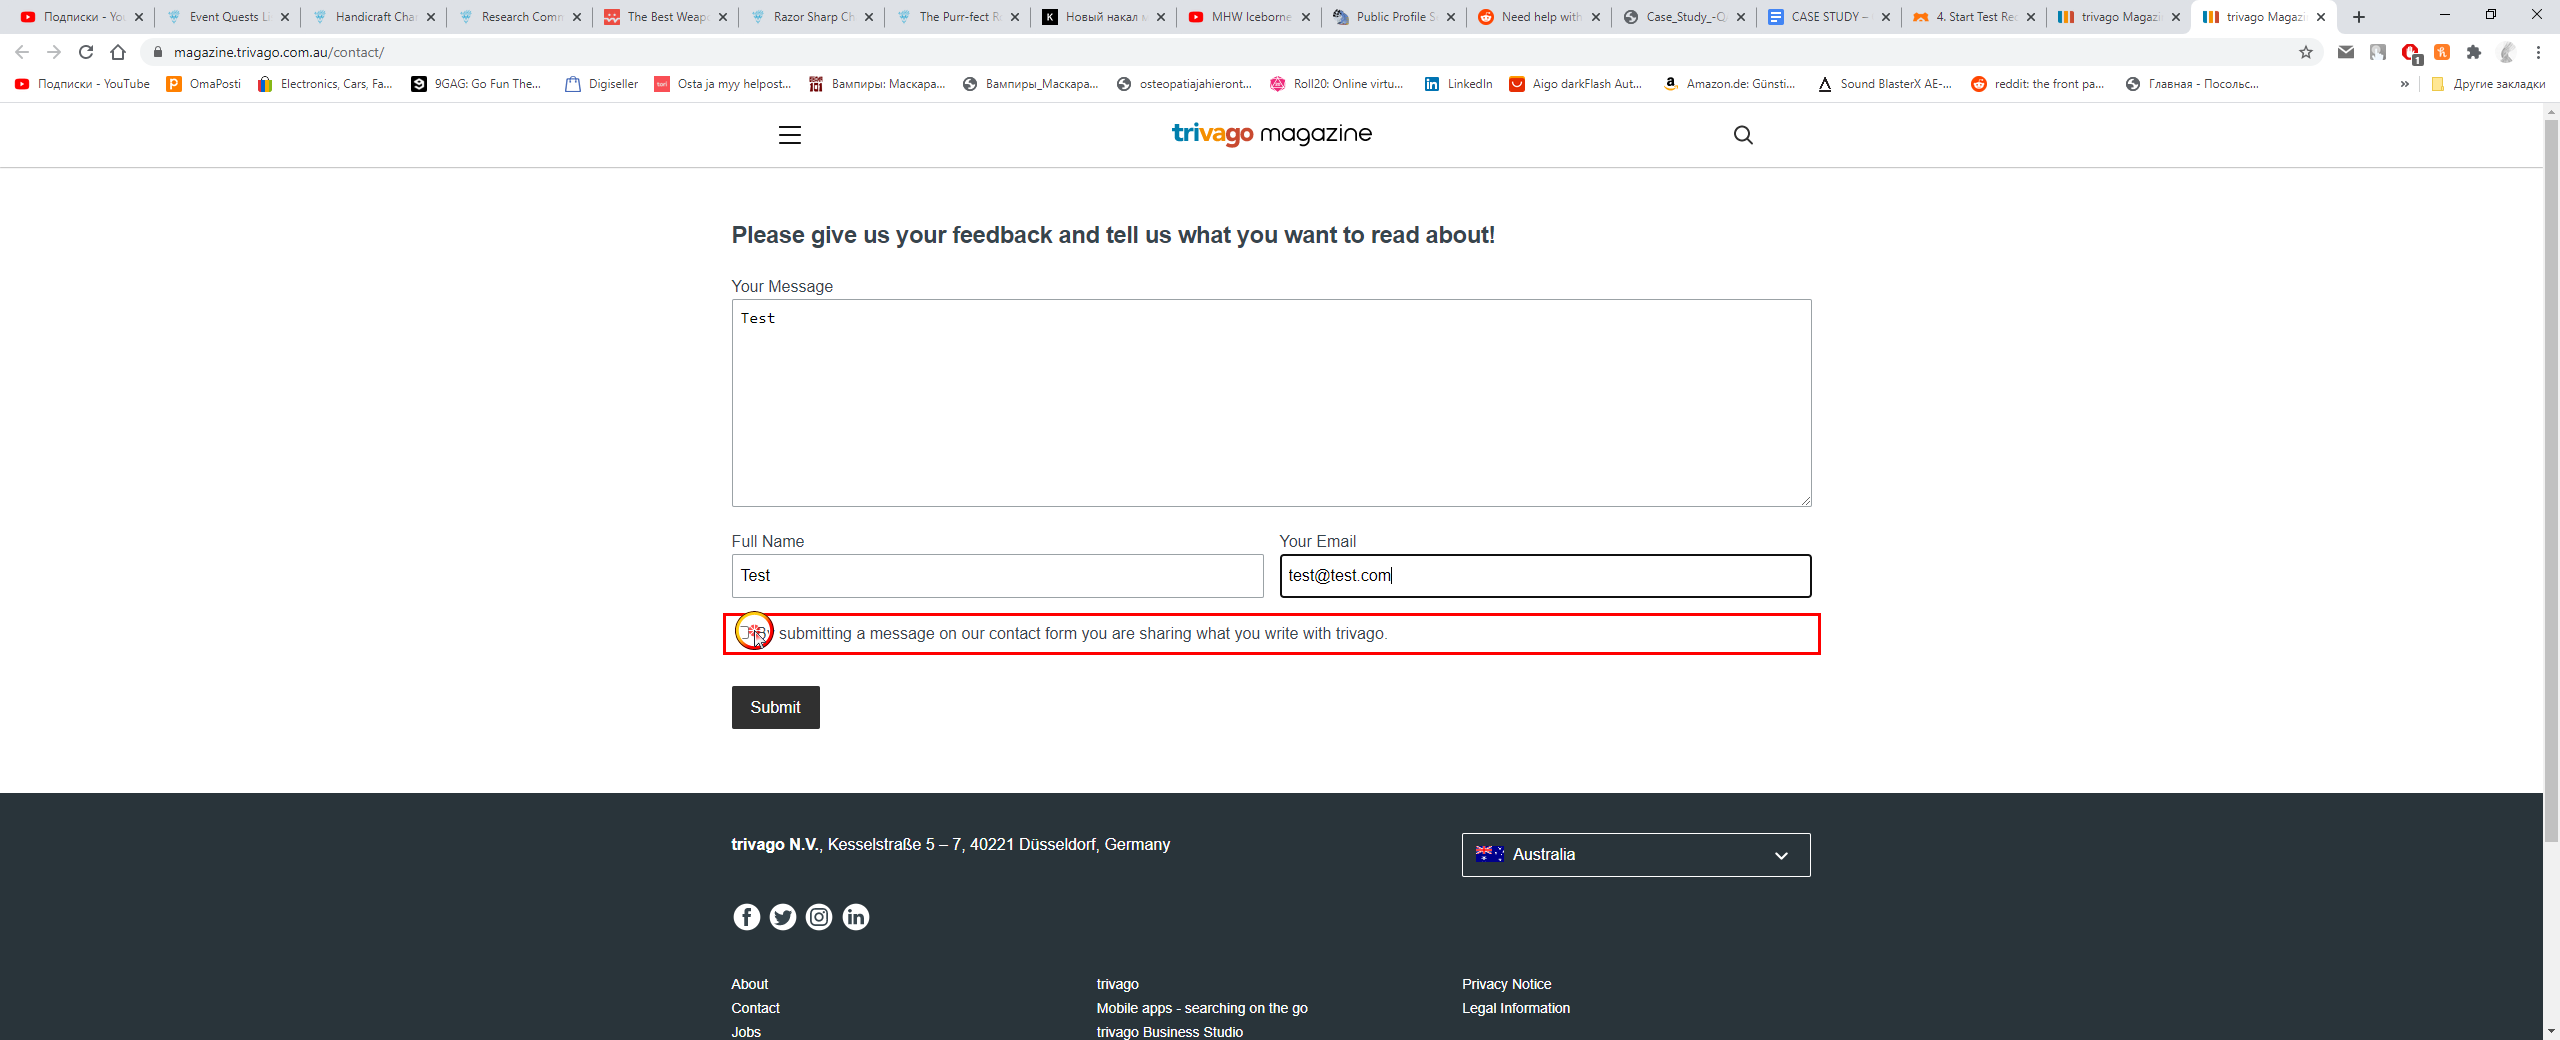 Подписки - You
Event Quests Li
Handicraft Char
Research Comm
The Best Weap
Razor Sharp Ch
The Purr-fect R
Новый накал
MHW Iceborne
Public Profile S
Need help with
Case_Study_-Q
CASE STUDY –
4. Start Test Rec
trivago Magazi
trivago Magazi
magazine.trivago.com.au/contact/
1
Подписки - YouTube
OmaPosti
Electronics, Cars, Fa...
9GAG: Go Fun The...
Digiseller
Osta ja myy helpost...
Вампиры: Маскара...
Вампиры_Маскара...
osteopatiajahieront...
Roll20: Online virtu...
LinkedIn
Aigo darkFlash Aut...
Amazon.de: Günsti...
Sound BlasterX AE-...
reddit: the front pa...
Главная - Посольс...
»
Другие закладки
trivago magazine
Please give us your feedback and tell us what you want to read about!
Your Message
Test
Full Name
Your Email
Test
test@test.com
submitting a message on our contact form you are sharing what you write with trivago.
Submit
trivago N.V., Kesselstraße 5 – 7, 40221 Düsseldorf, Germany
Australia
About
trivago
Privacy Notice
Contact
Mobile apps - searching on the go
Legal Information
Jobs
trivago Business Studio